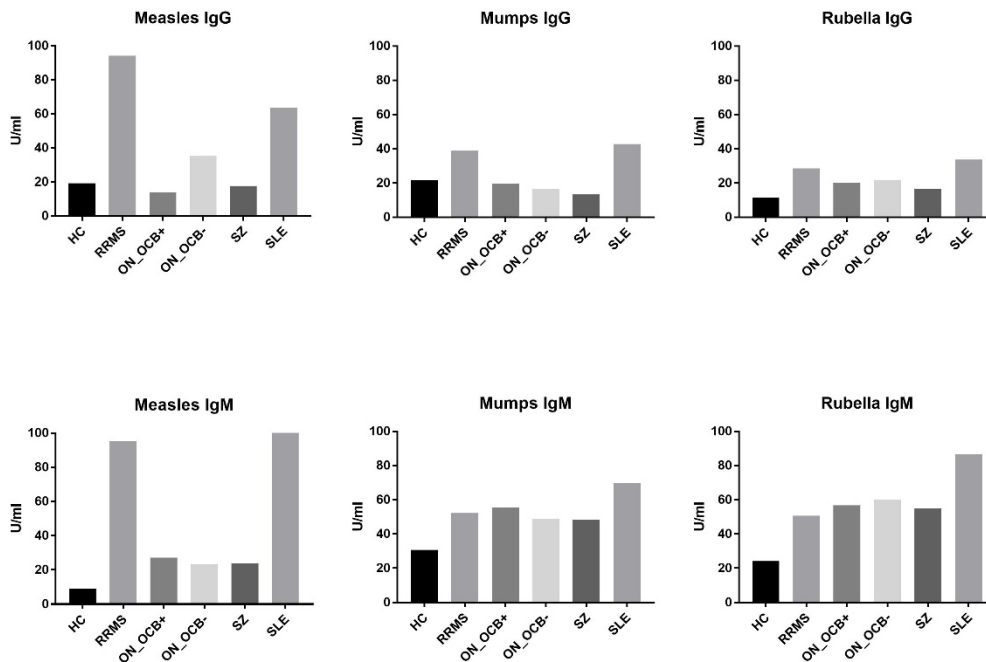 Measles IgG
Mumps IgG
Rubella IgG
U/ml
100
80
60
40
20
0
HC
RRMS
ON_OCB+
ON_OCB-
SZ
SLE
U/ml
100
80
60
40
20
0
HC
RRMS
ON_OCB+
ON_OCB-
SZ
SLE
U/ml
100
80
60
40
20
0
HC
RRMS
ON_OCB+
ON_OCB-
SZ
SLE
Measles IgM
Mumps IgM
Rubella IgM
U/ml
100
80
60
40
20
0
HC
RRMS
ON_OCB+
ON_OCB-
SZ
SLE
U/ml
100
80
60
40
20
0
HC
RRMS
ON_OCB+
ON_OCB-
SZ
SLE
U/ml
100
80
60
40
20
0
HC
RRMS
ON_OCB+
ON_OCB-
SZ
SLE